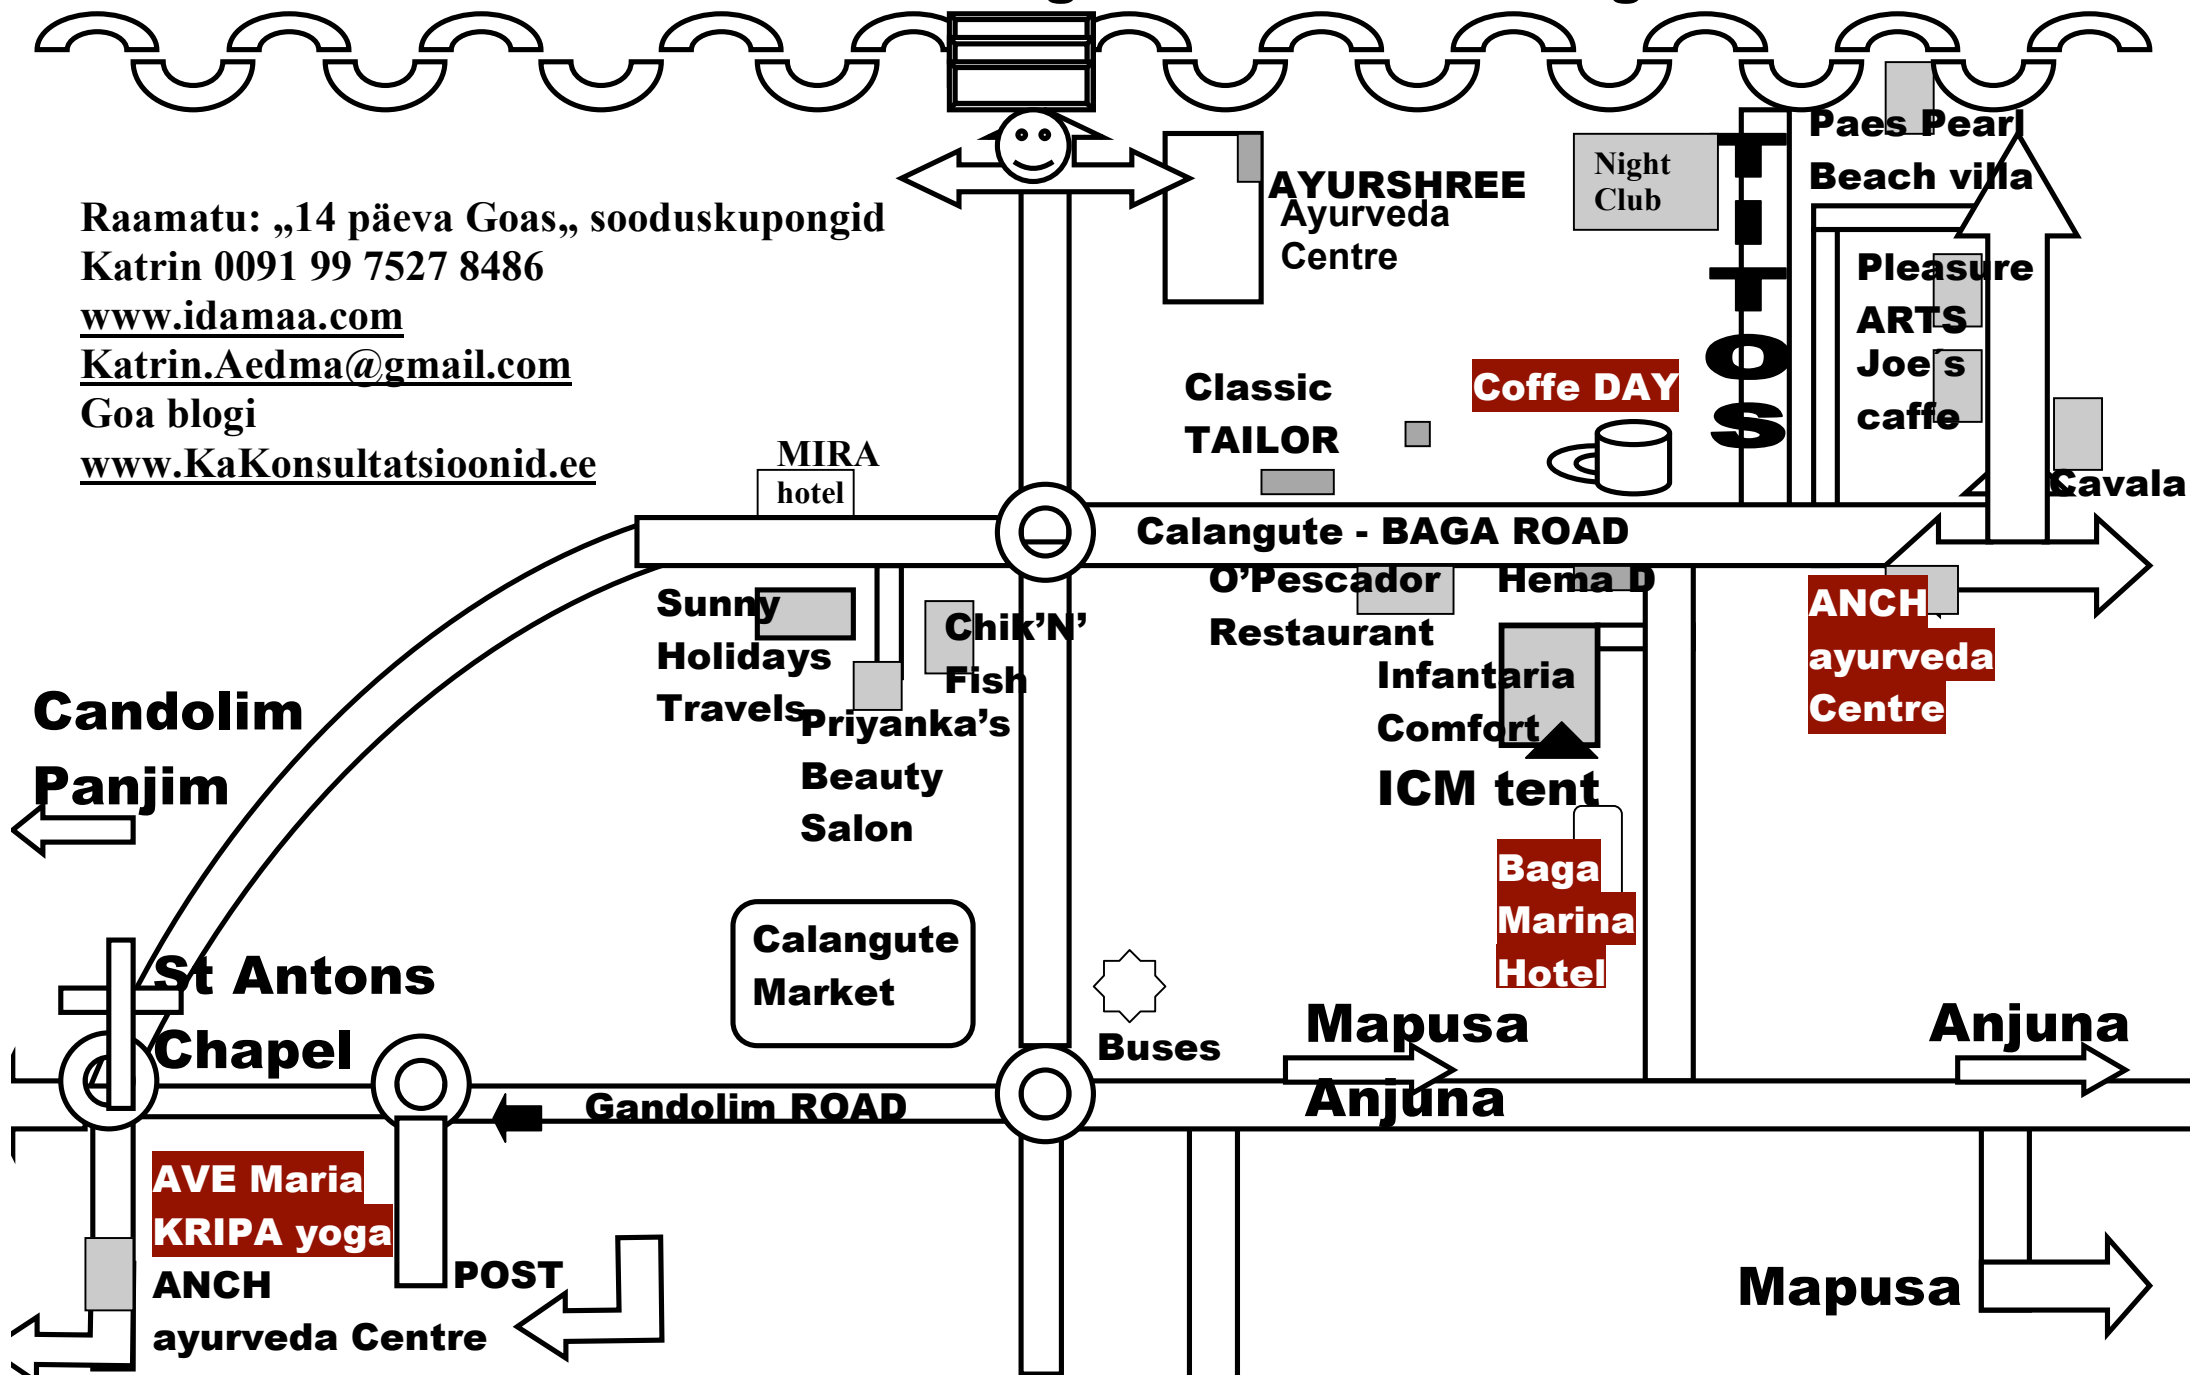 Raamatu: „14 päeva Goas„ sooduskupongid
Katrin 0091 99 7527 8486
www.idamaa.com
Katrin.Aedma@gmail.com
Goa blogi
www.KaKonsultatsioonid.ee
MIRA
hotel
AYURSHREE
Ayurveda
Centre
Night
Club
TITOS
Paes Pearl
Beach villa
Pleasure
ARTS
Joe´s
caffe
Cavala
Classic
TAILOR
Coffe DAY
Calangute - BAGA ROAD
Sunny
Holidays
Travels
Chik’N’
Fish
Priyanka’s
Beauty
Salon
O’Pescador
Restaurant
Hema D
Infantaria
Comfort
ICM tent
ANCH
ayurveda
Centre
Baga
Marina
Hotel
Candolim
Panjim
St Antons
Chapel
Calangute
Market
Buses
Mapusa
Anjuna
Anjuna
Gandolim ROAD
AVE Maria
KRIPA yoga
ANCH
ayurveda Centre
POST
Mapusa